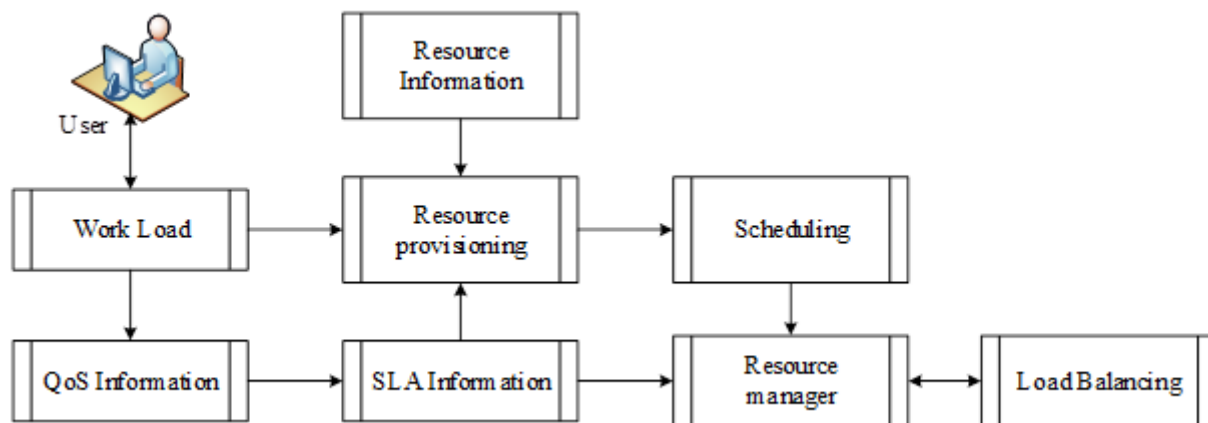 Resource
Information
User
Work Load
Resource
provisioning
Scheduling
QoS Information
SLA Information
Resource
manager
Load Balancing